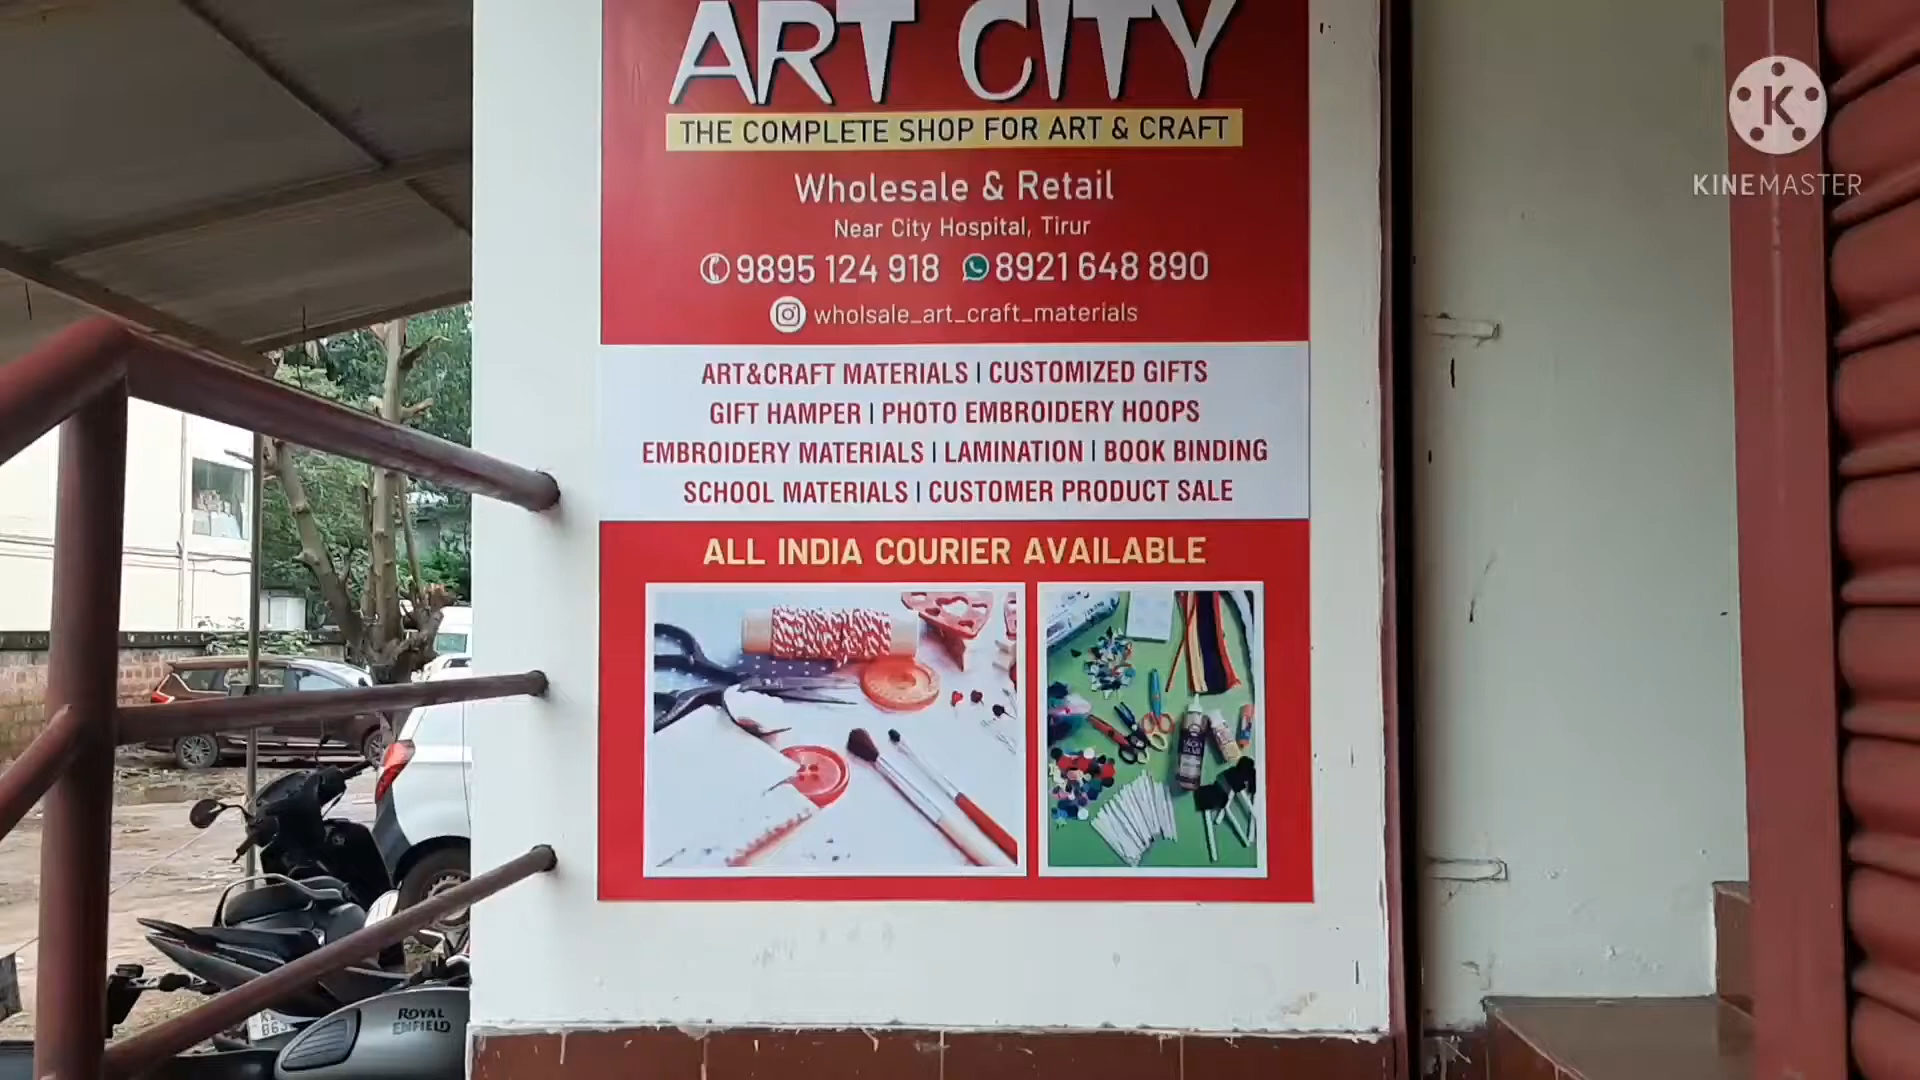 ART CITY
THE COMPLETE SHOP FOR ART & CRAFT
Wholesale & Retail
Near City Hospital, Tirur
9895 124 918 8921 648 890
wholsale_art_craft_materials
ART&CRAFT MATERIALS | CUSTOMIZED GIFTS
GIFT HAMPER | PHOTO EMBROIDERY HOOPS
EMBROIDERY MATERIALS | LAMINATION | BOOK BINDING
SCHOOL MATERIALS | CUSTOMER PRODUCT SALE
ALL INDIA COURIER AVAILABLE
K
KINEMASTER
ROYAL
ENFIELD